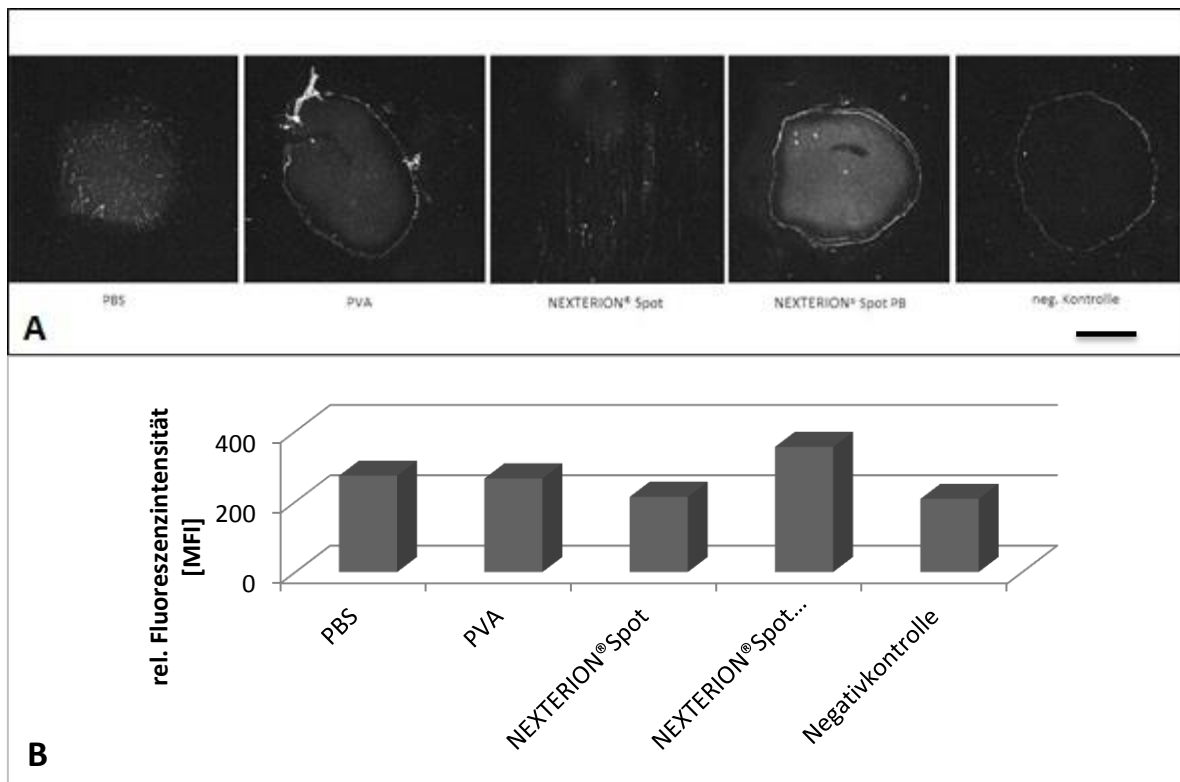 PBS
PVA
NEXTERION® Spot
NEXTERION® Spot PB
neg. Kontrolle
A
rel. Fluoreszenzintensität
[MFI]
400
200
0
PBS
PVA
NEXTERION®Spot
NEXTERION®Spot...
Negativkontrolle
B